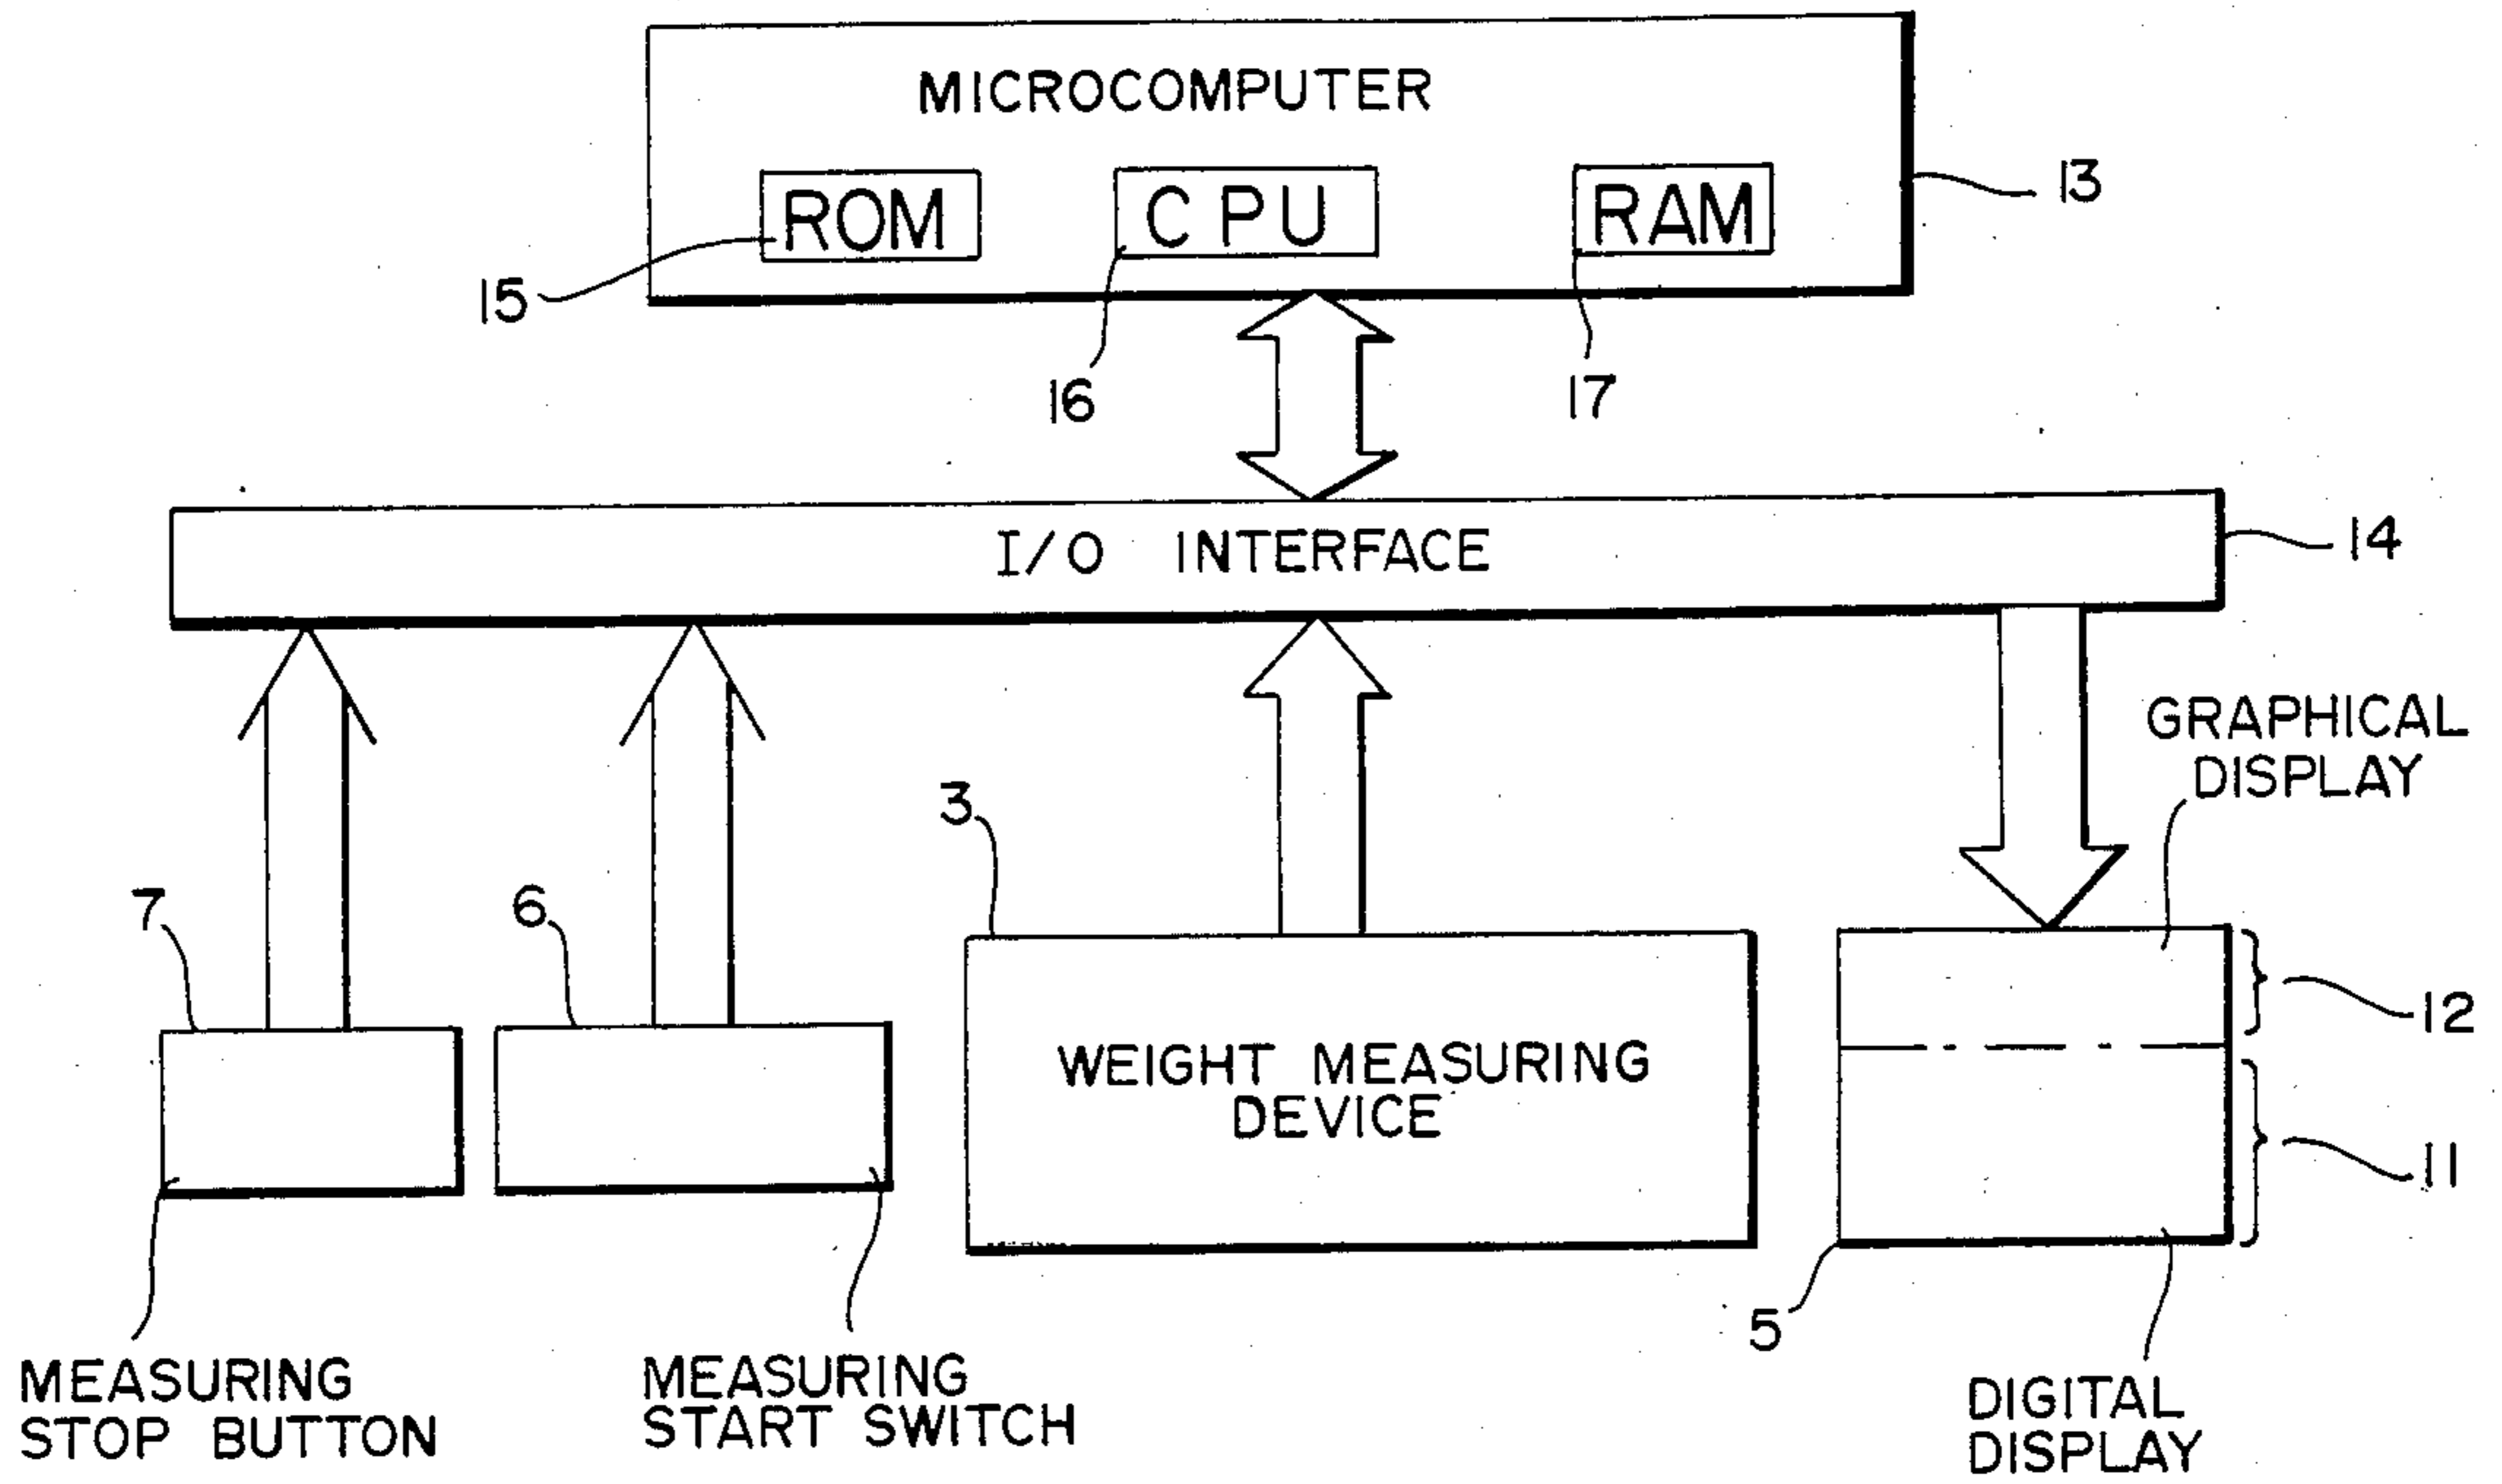 MICROCOMPUTER
ROM
CPU
RAM
13
15
16
17
I/O INTERFACE
14
GRAPHICAL
DISPLAY
3
7
6
12
WEIGHT MEASURING
DEVICE
11
5
MEASURING
STOP BUTTON
MEASURING
START SWITCH
DIGITAL
DISPLAY